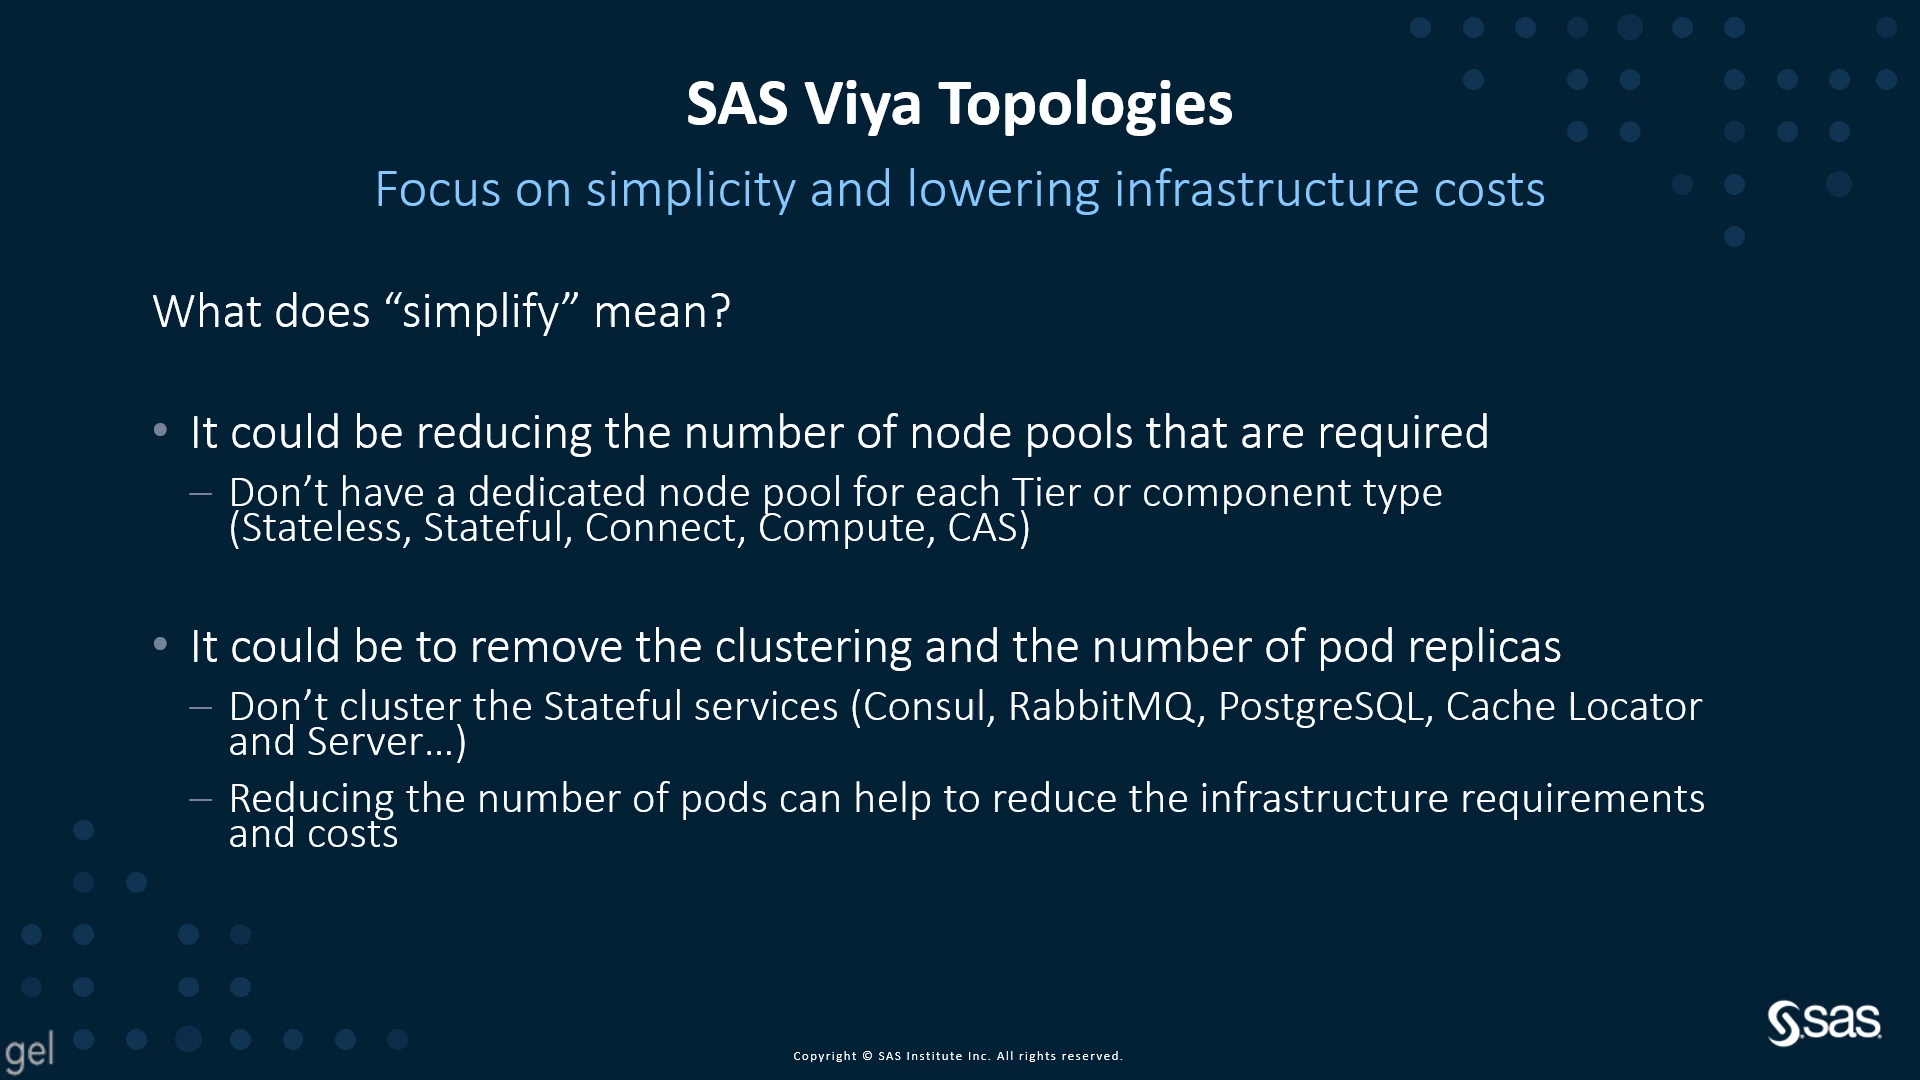 SAS Viya Topologies
Focus on simplicity and lowering infrastructure costs
What does “simplify” mean?
• It could be reducing the number of node pools that are required
– Don’t have a dedicated node pool for each Tier or component type
(Stateless, Stateful, Connect, Compute, CAS)
• It could be to remove the clustering and the number of pod replicas
– Don’t cluster the Stateful services (Consul, RabbitMQ, PostgreSQL, Cache Locator
and Server…)
– Reducing the number of pods can help to reduce the infrastructure requirements
and costs
sas
gel
Copyright © SAS Institute Inc. All rights reserved.